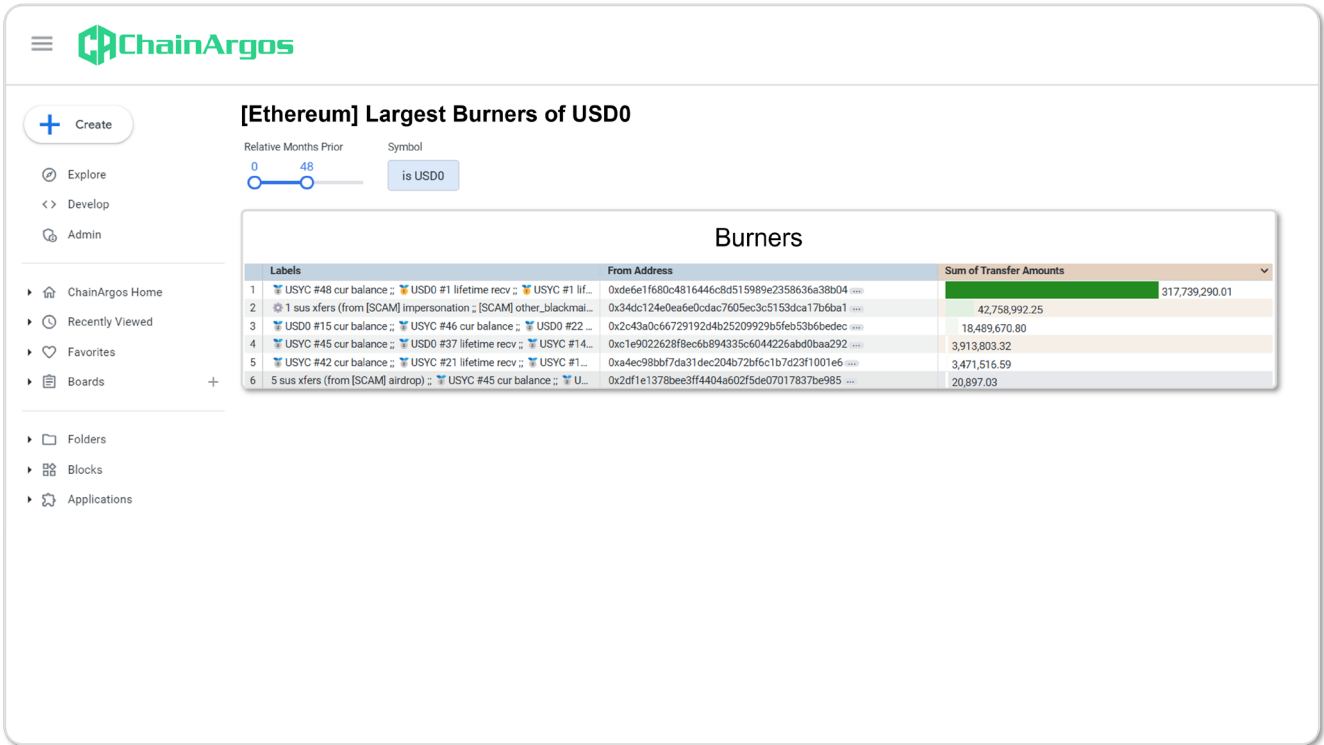 ChainArgos
Create
Explore
Develop
Admin
ChainArgos Home
Recently Viewed
Favorites
Boards
Folders
Blocks
Applications
[Ethereum] Largest Burners of USD0
Relative Months Prior Symbol
0 48
is USD0
Burners
Labels From Address Sum of Transfer Amounts
1 USYC #48 cur balance ;; USD0 #1 lifetime recv ;; USYC #1 lif... 0xde6e1f680c4816446c8d515989e2358636a38b04 ... 317,739,290.01
2 1 sus xfers (from [SCAM] impersonation ;; [SCAM] other_blackmai... 0x34dc124e0ea6e0cdac7605ec3c5153dca17b6ba1 ... 42,758,992.25
3 USD0 #15 cur balance ;; USYC #46 cur balance ;; USD0 #22 ... 0x2c43a0c66729192d4b25209929b5feb53b6bedec ... 18,489,670.80
4 USYC #45 cur balance ;; USD0 #37 lifetime recv ;; USYC #14... 0xc1e9022628f8ec6b894335c6044226abd0baa292 ... 3,913,803.32
5 USYC #42 cur balance ;; USYC #21 lifetime recv ;; USYC #1... 0xa4ec98bbf7da31dec204b72bf6c1b7d23f1001e6 ... 3,471,516.59
6 5 sus xfers (from [SCAM] airdrop) ;; USYC #45 cur balance ;; U... 0x2df1e1378bee3ff4404a602f5de07017837be985 ... 20,897.03